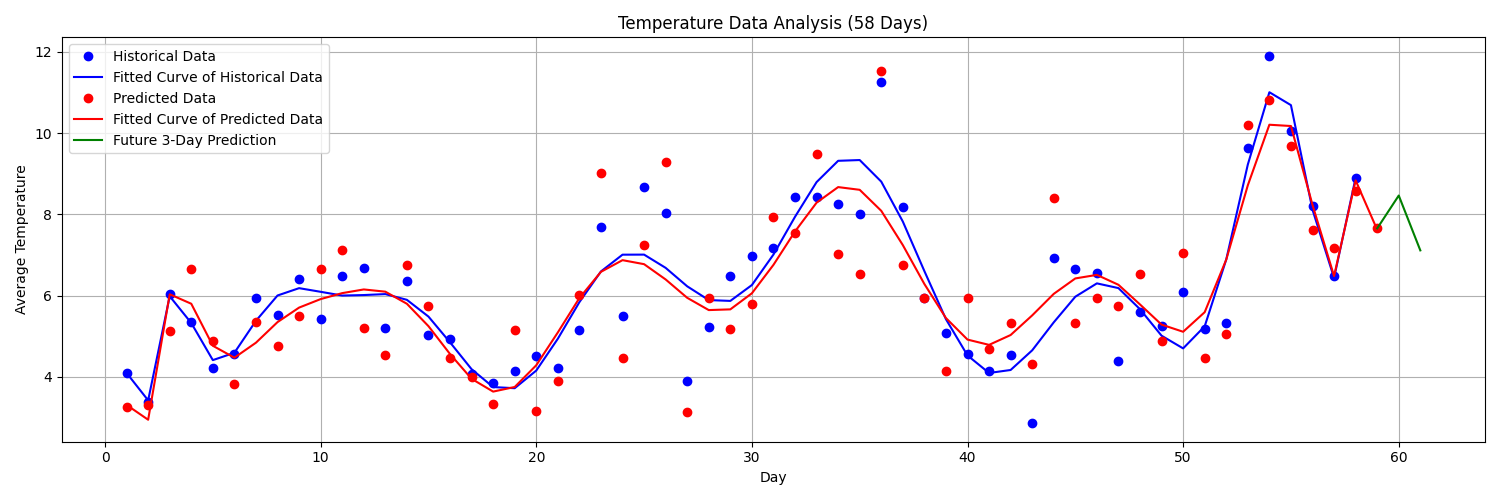 Temperature Data Analysis (58 Days)
Historical Data
Fitted Curve of Historical Data
Predicted Data
Fitted Curve of Predicted Data
Future 3-Day Prediction
Average Temperature
12
10
8
6
4
0 10 20 30 40 50 60
Day